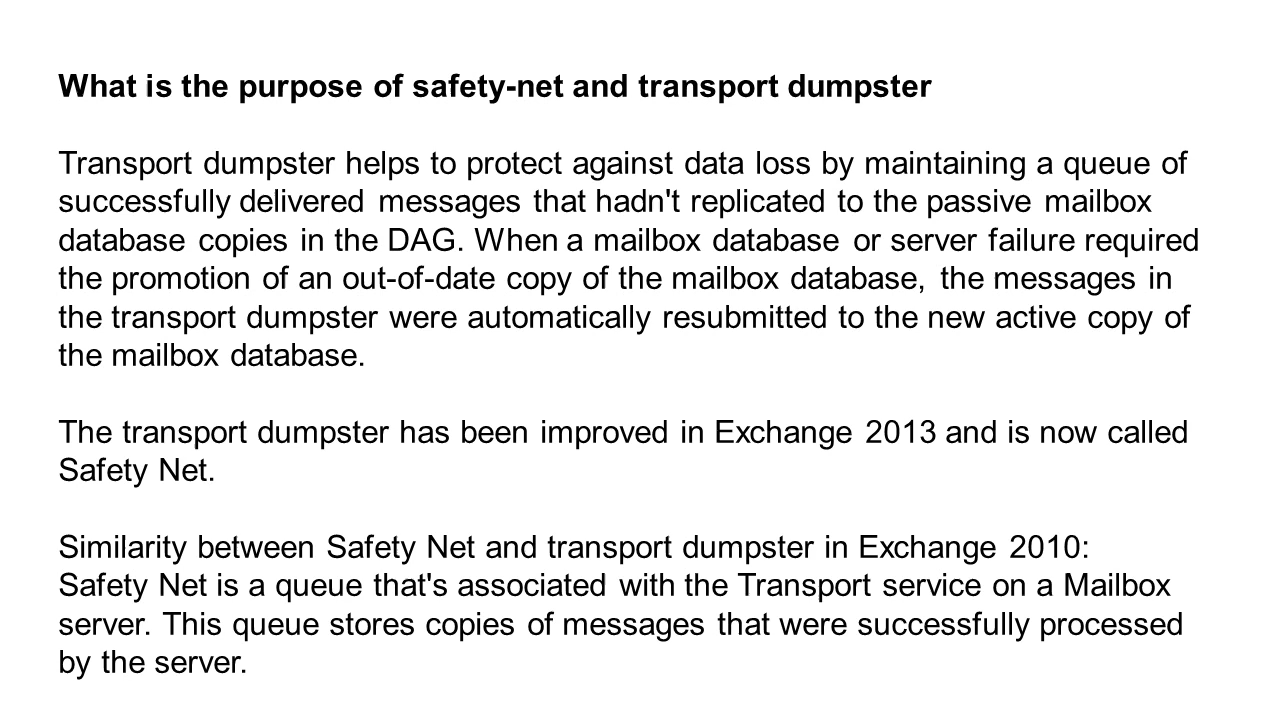 What is the purpose of safety-net and transport dumpster
Transport dumpster helps to protect against data loss by maintaining a queue of
successfully delivered messages that hadn't replicated to the passive mailbox
database copies in the DAG. When a mailbox database or server failure required
the promotion of an out-of-date copy of the mailbox database, the messages in
the transport dumpster were automatically resubmitted to the new active copy of
the mailbox database.
The transport dumpster has been improved in Exchange 2013 and is now called
Safety Net.
Similarity between Safety Net and transport dumpster in Exchange 2010:
Safety Net is a queue that's associated with the Transport service on a Mailbox
server. This queue stores copies of messages that were successfully processed
by the server.